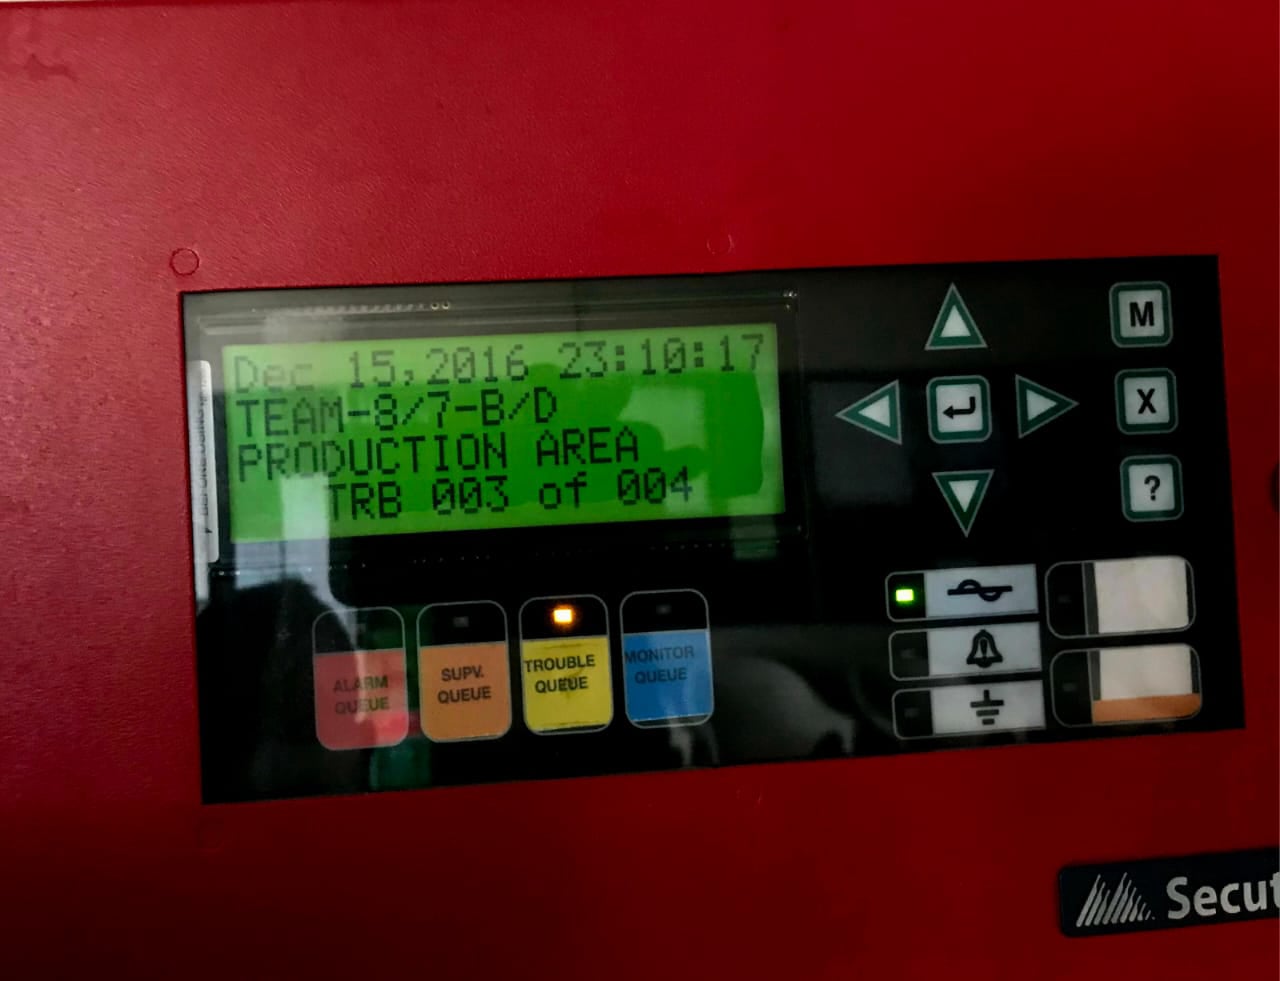 Dec 15,2016 23:10:17
TEAM-8/7-B/D
PRODUCTION AREA
TRB 003 of 004
M
X
?
ALARM
QUEUE
SUPV.
QUEUE
TROUBLE
QUEUE
MONITOR
QUEUE
Secut